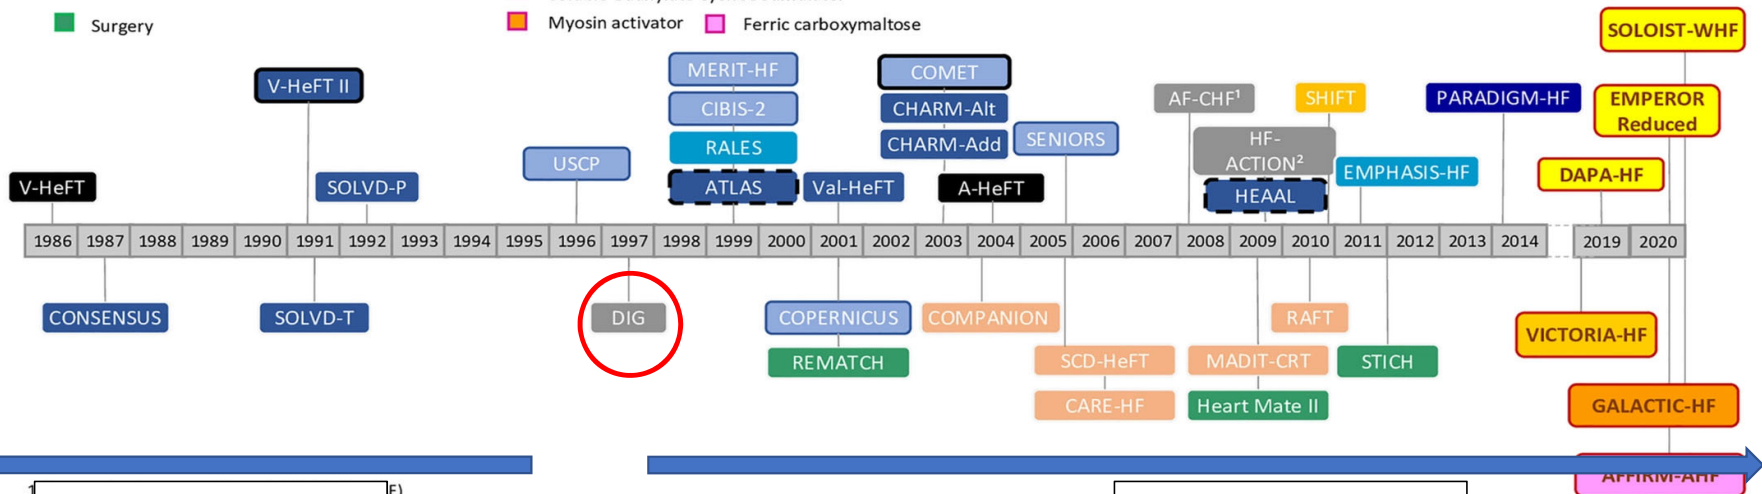 Surgery
Myosin activator
Ferric carboxymaltose
SOLOIST-WHF
V-HeFT II
MERIT-HF
COMET
AF-CHF¹
SHIFT
PARADIGM-HF
EMPEROR
Reduced
CIBIS-2
CHARM-Alt
USCP
RALES
CHARM-Add
SENIORS
HF-
ACTION²
EMPHASIS-HF
DAPA-HF
V-HeFT
SOLVD-P
ATLAS
Val-HeFT
A-HeFT
HEAAL
1986 1987 1988 1989 1990 1991 1992 1993 1994 1995 1996 1997 1998 1999 2000 2001 2002 2003 2004 2005 2006 2007 2008 2009 2010 2011 2012 2013 2014 2019 2020
CONSENSUS
SOLVD-T
DIG
COPERNICUS
COMPANION
RAFT
VICTORIA-HF
REMATCH
SCD-HeFT
MADIT-CRT
STICH
CARE-HF
Heart Mate II
GALACTIC-HF
AFFIRM-AHF